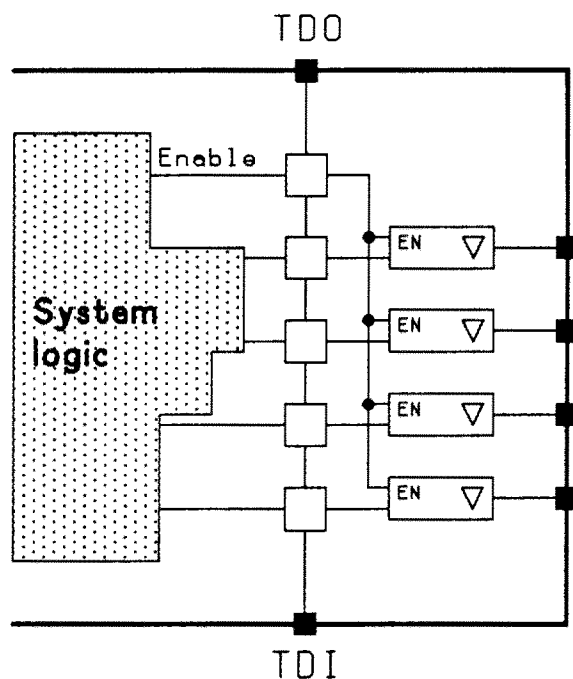 TDO
Enable
EN
EN
System
logic
EN
EN
TDI